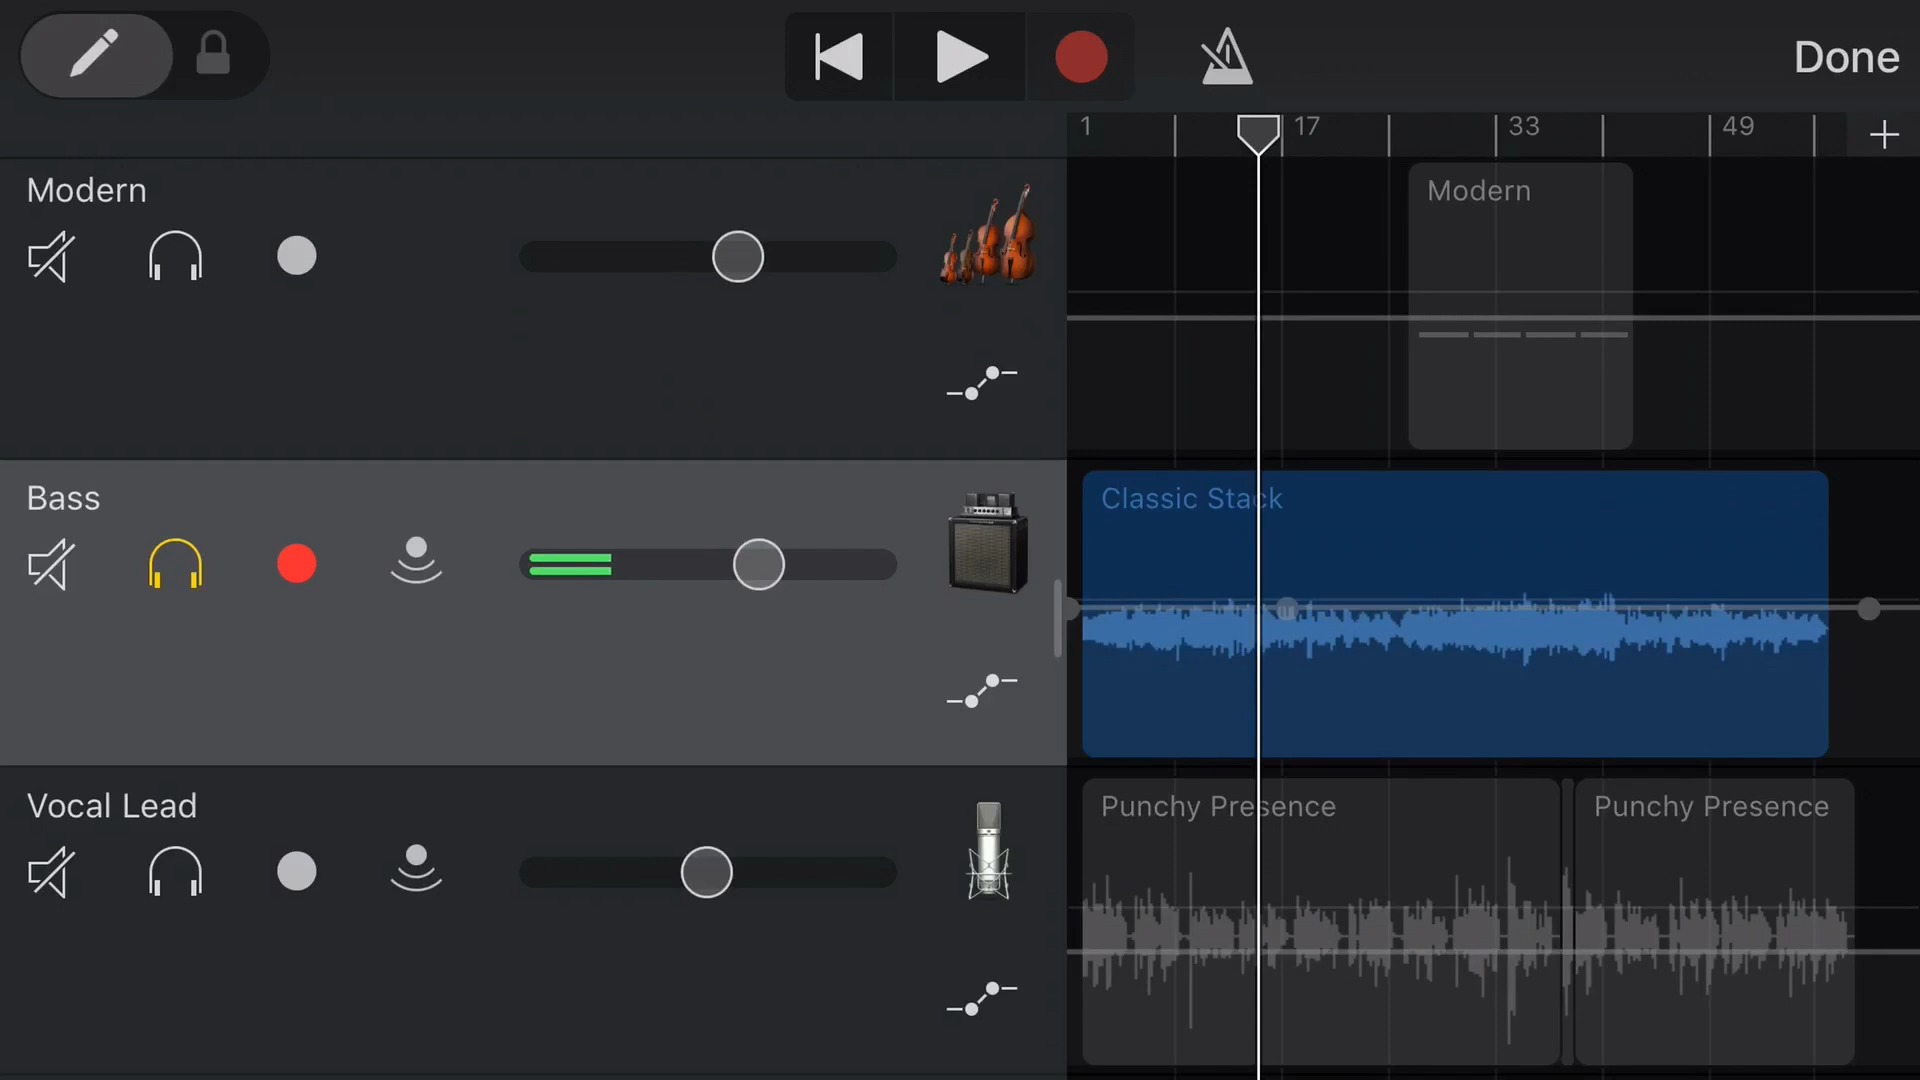 Done
1 17 33 49
Modern
Modern
Bass
Classic Stack
Vocal Lead
Punchy Presence
Punchy Presence